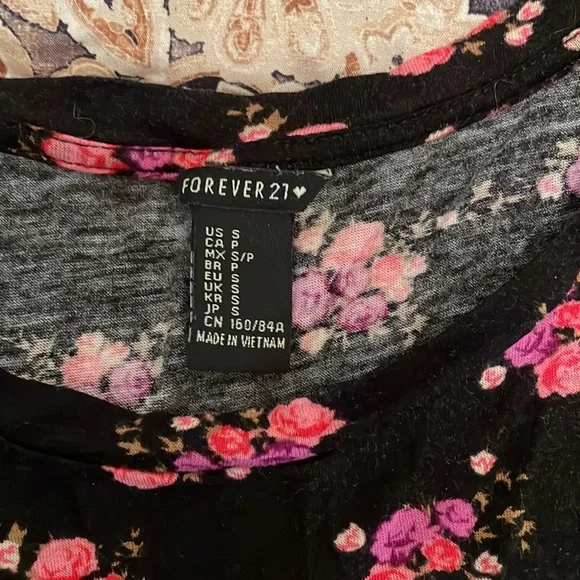 FOREVER 21♥
US S
CA P
MX S/P
BR P
EU S
UK S
KR S
JP S
CN 160/84A
MADE IN VIETNAM